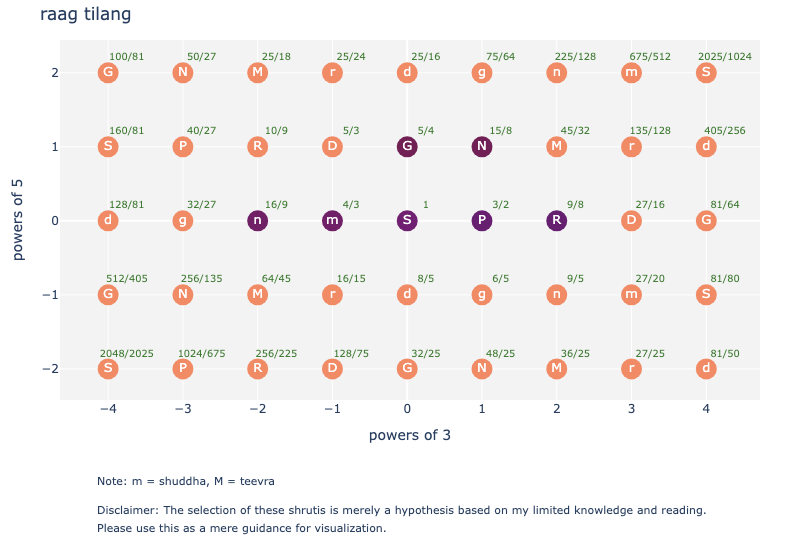 raag tilang
100/81 50/27 25/18 25/24 25/16 75/64 225/128 675/512 2025/1024
2 G N M r d g n m S
160/81 40/27 10/9 5/3 5/4 15/8 45/32 135/128 405/256
1 S P R D G N M r d
128/81 32/27 16/9 4/3 1 3/2 9/8 27/16 81/64
0 d g n m S P R D G
512/405 256/135 64/45 16/15 8/5 6/5 9/5 27/20 81/80
−1 G N M r d g n m S
2048/2025 1024/675 256/225 128/75 32/25 48/25 36/25 27/25 81/50
−2 S P R D G N M r d
−4 −3 −2 −1 0 1 2 3 4
powers of 3
powers of 5
Note: m = shuddha, M = teevra
Disclaimer: The selection of these shrutis is merely a hypothesis based on my limited knowledge and reading.
Please use this as a mere guidance for visualization.